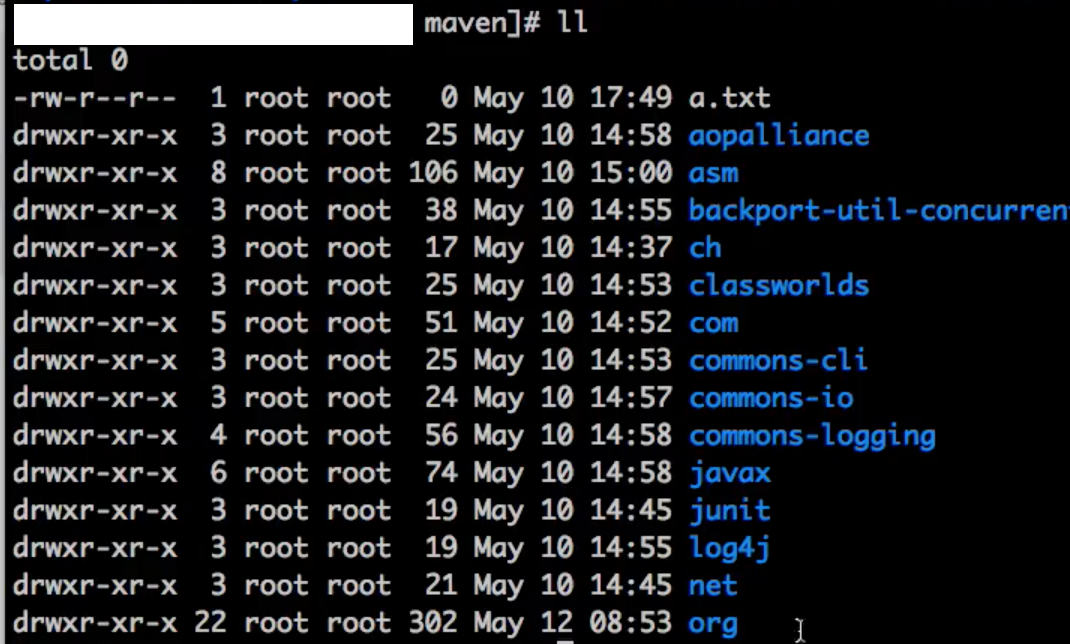 maven]# ll
total 0
-rw-r--r-- 1 root root 0 May 10 17:49 a.txt
drwxr-xr-x 3 root root 25 May 10 14:58 aopalliance
drwxr-xr-x 8 root root 106 May 10 15:00 asm
drwxr-xr-x 3 root root 38 May 10 14:55 backport-util-concurren
drwxr-xr-x 3 root root 17 May 10 14:37 ch
drwxr-xr-x 3 root root 25 May 10 14:53 classworlds
drwxr-xr-x 5 root root 51 May 10 14:52 com
drwxr-xr-x 3 root root 25 May 10 14:53 commons-cli
drwxr-xr-x 3 root root 24 May 10 14:57 commons-io
drwxr-xr-x 4 root root 56 May 10 14:58 commons-logging
drwxr-xr-x 6 root root 74 May 10 14:58 javax
drwxr-xr-x 3 root root 19 May 10 14:45 junit
drwxr-xr-x 3 root root 19 May 10 14:55 log4j
drwxr-xr-x 3 root root 21 May 10 14:45 net
drwxr-xr-x 22 root root 302 May 12 08:53 org